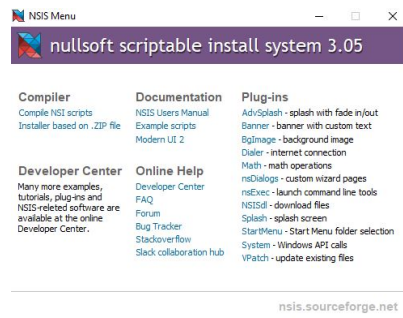 NSIS Menu
nullsoft scriptable install system 3.05
Compiler
Compile NSI scripts
Installer based on .ZIP file
Documentation
NSIS Users Manual
Example scripts
Modern UI 2
Plug-ins
AdvSplash - splash with fade in/out
Banner - banner with custom text
BgImage - background image
Dialer - internet connection
Math - math operations
nsDialogs - custom wizard pages
nsExec - launch command line tools
NSISdl - download files
Splash - splash screen
StartMenu - Start Menu folder selection
System - Windows API calls
VPatch - update existing files
Developer Center
Many more examples,
tutorials, plug-ins and
NSIS-releted software are
available at the online
Developer Center.
Online Help
Developer Center
FAQ
Forum
Bug Tracker
Stackoverflow
Slack collaboration hub
nsis.sourceforge.net